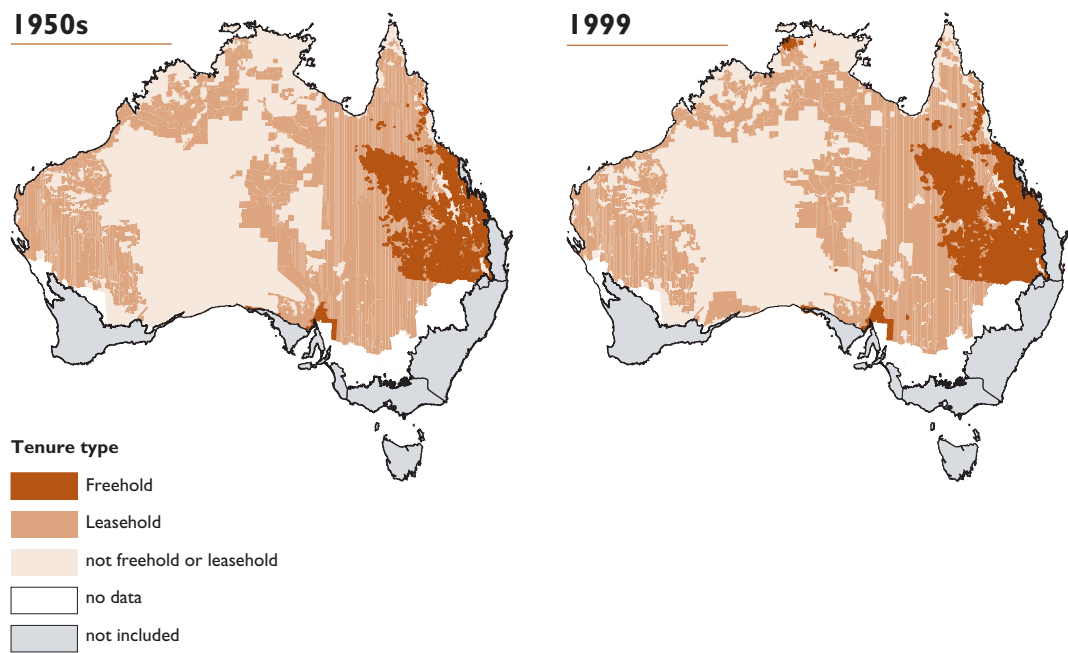 1950s
1999
Tenure type
Freehold
Leasehold
not freehold or leasehold
no data
not included